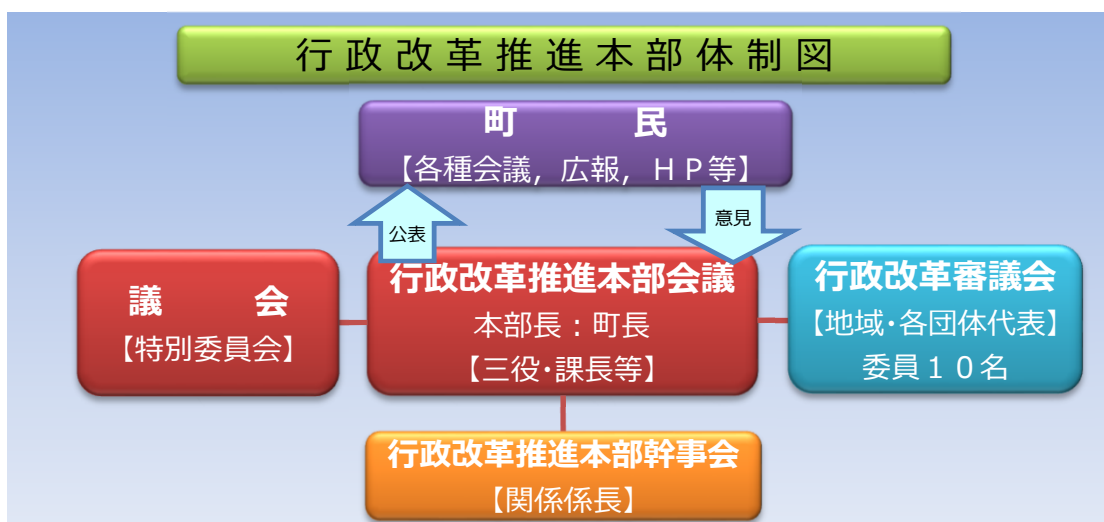 行政改革推進本部体制図
町　　　民
【各種会議，広報，ＨＰ等】
公表
意見
議　　　会
【特別委員会】
行政改革推進本部会議
本部長：町長
【三役・課長等】
行政改革審議会
【地域・各団体代表】
委員１０名
行政改革推進本部幹事会
【関係係長】